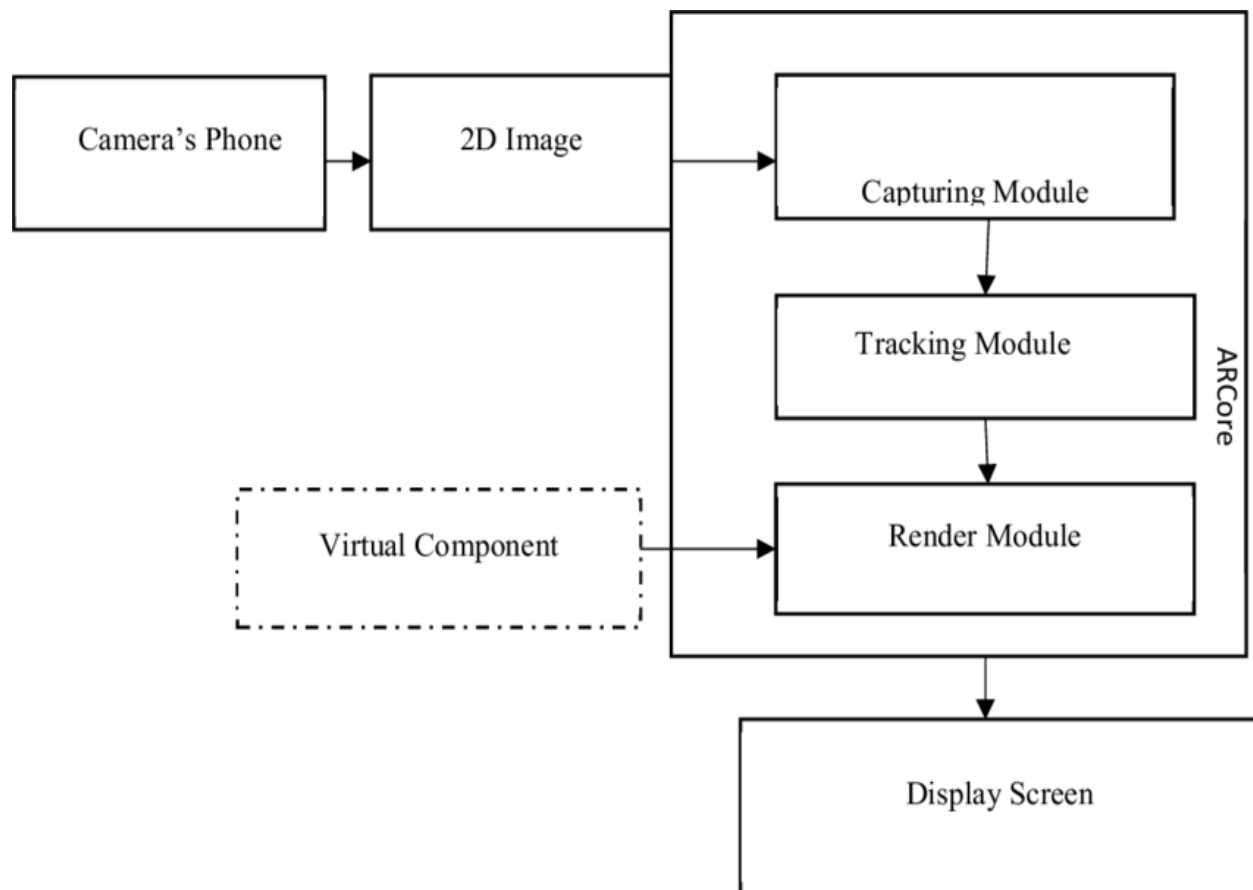 Camera's Phone
2D Image
Capturing Module
Tracking Module
ARCore
Virtual Component
Render Module
Display Screen